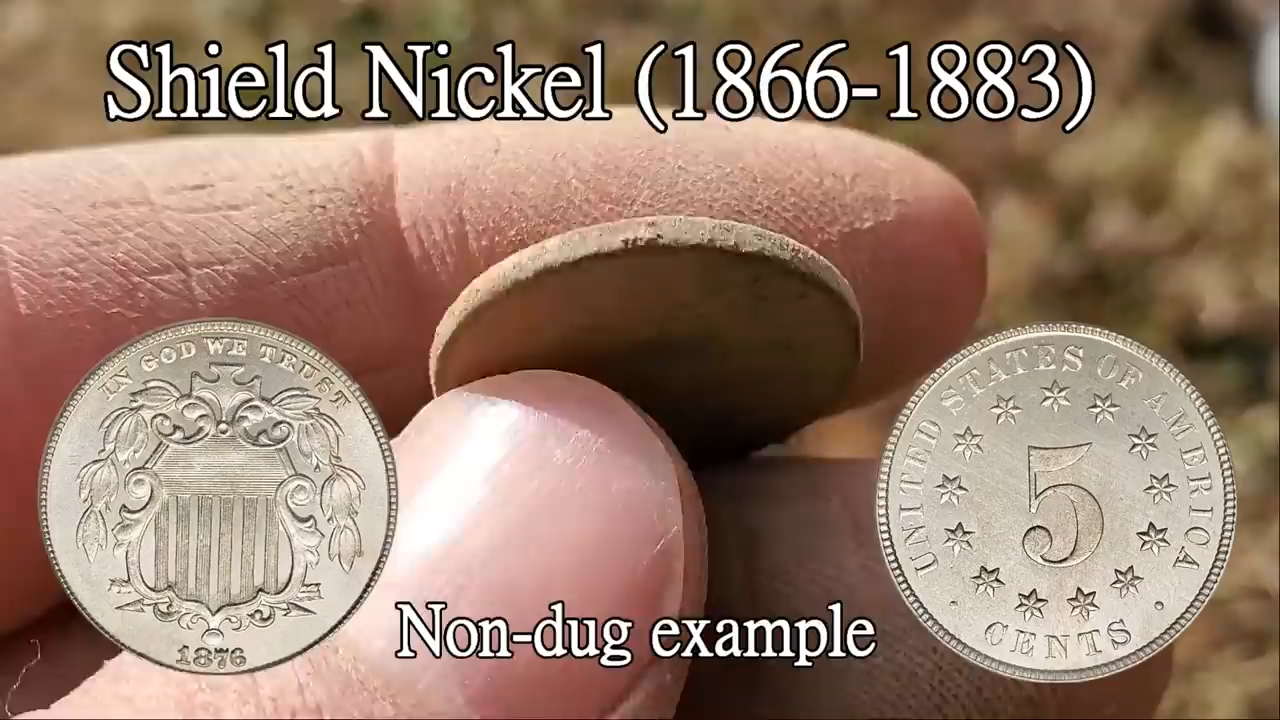 Shield Nickel (1866-1883)
IN GOD WE TRUST
1876
UNITED STATES OF AMERICA
5
CENTS
Non-dug example